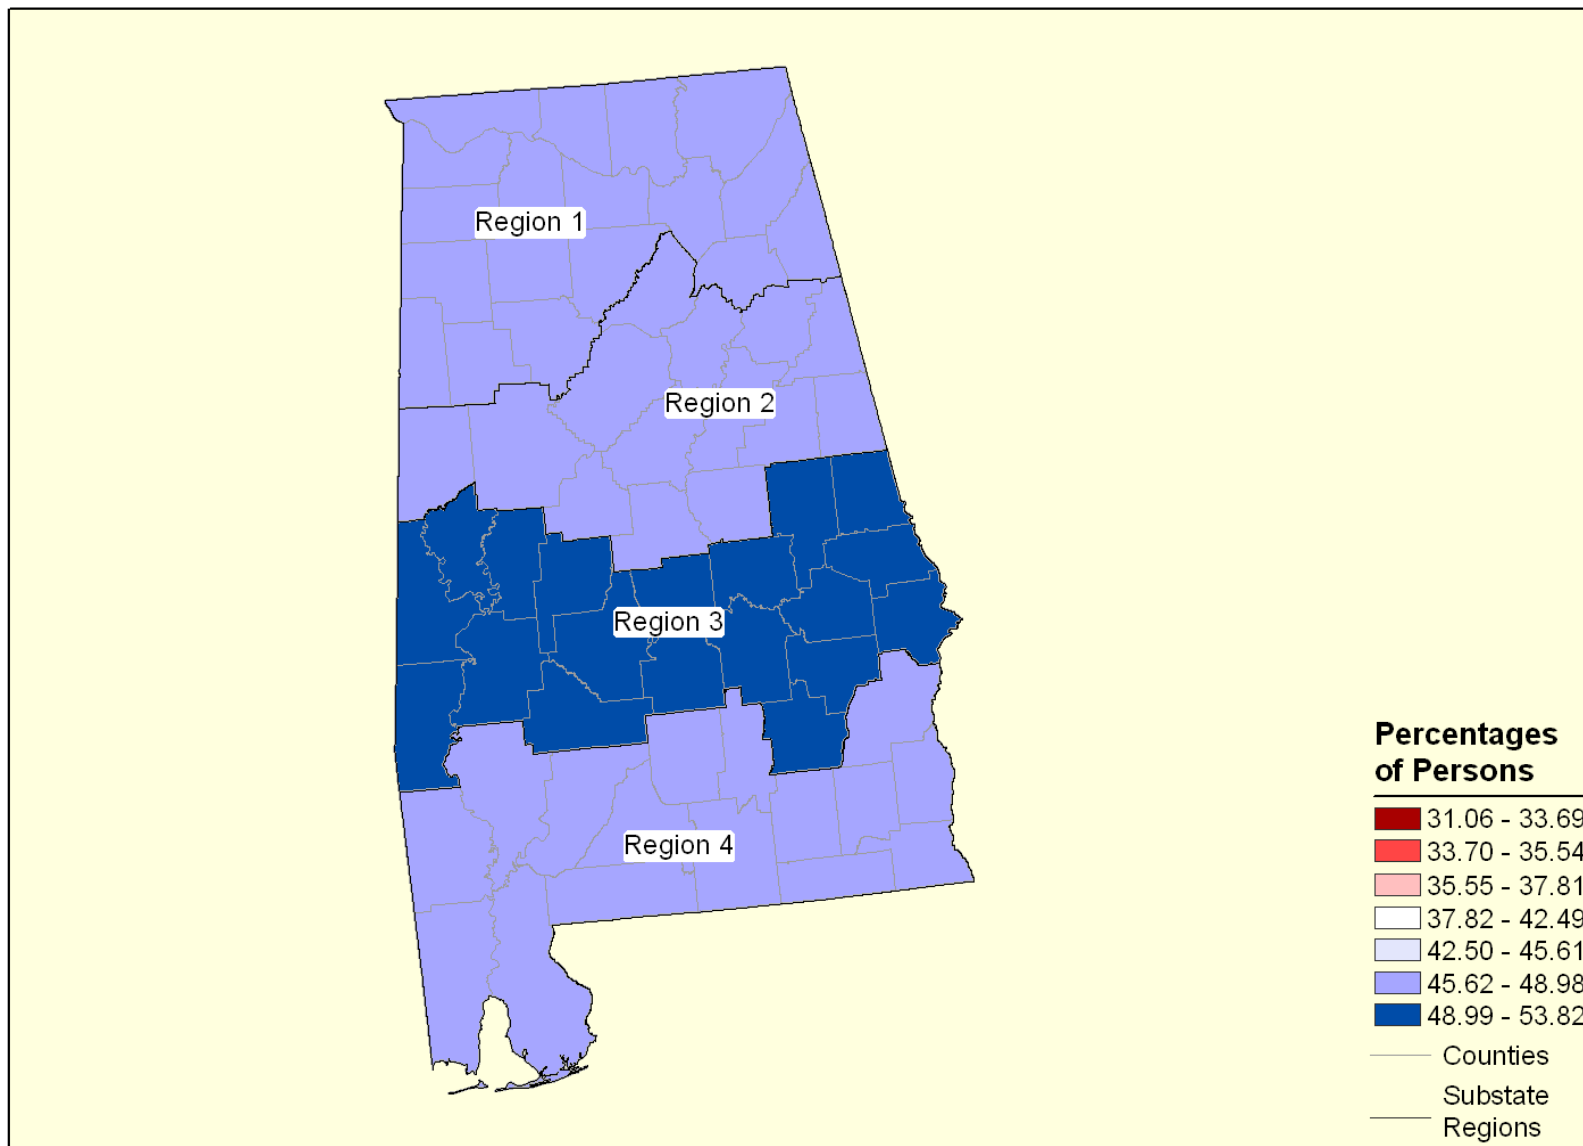 Region 1
Region 2
Region 3
Region 4
Percentages
of Persons
31.06 - 33.69
33.70 - 35.54
35.55 - 37.81
37.82 - 42.49
42.50 - 45.61
45.62 - 48.98
48.99 - 53.82
Counties
Substate
Regions